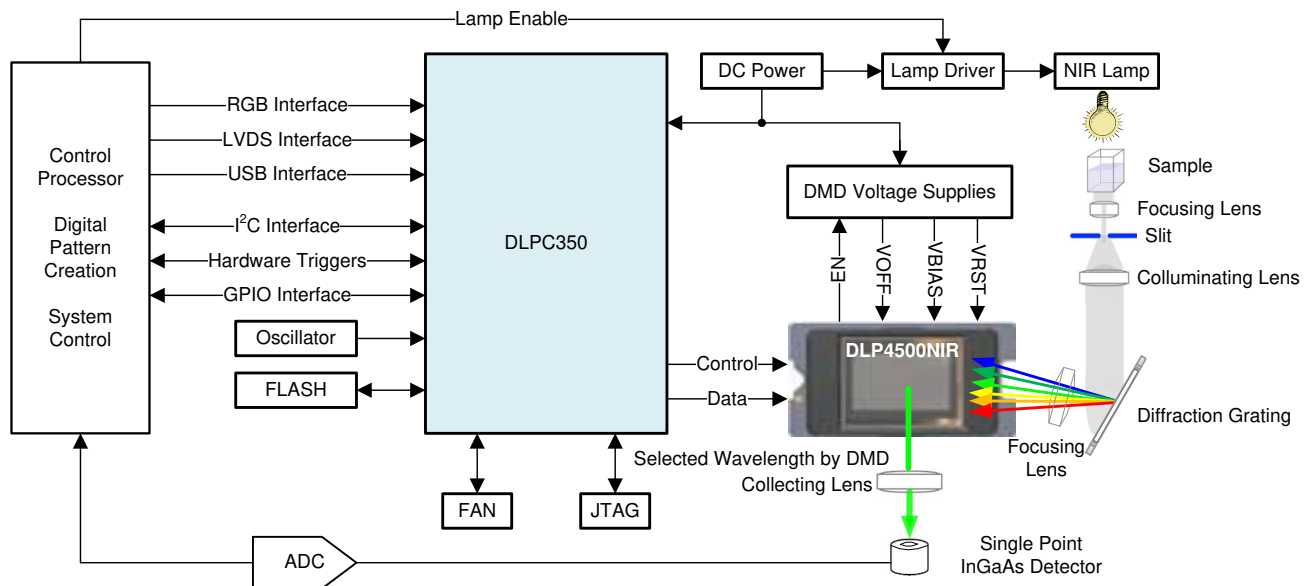 Lamp Enable
Control
Processor
Digital
Pattern
Creation
System
Control
RGB Interface
LVDS Interface
USB Interface
I²C Interface
Hardware Triggers
GPIO Interface
Oscillator
FLASH
DLPC350
FAN
JTAG
DC Power
Lamp Driver
NIR Lamp
DMD Voltage Supplies
EN
VOFF
VBIAS
VRST
Sample
Focusing Lens
Slit
Colluminating Lens
DLP4500NIR
Control
Data
Diffraction Grating
Focusing
Lens
Selected Wavelength by DMD
Collecting Lens
Single Point
InGaAs Detector
ADC